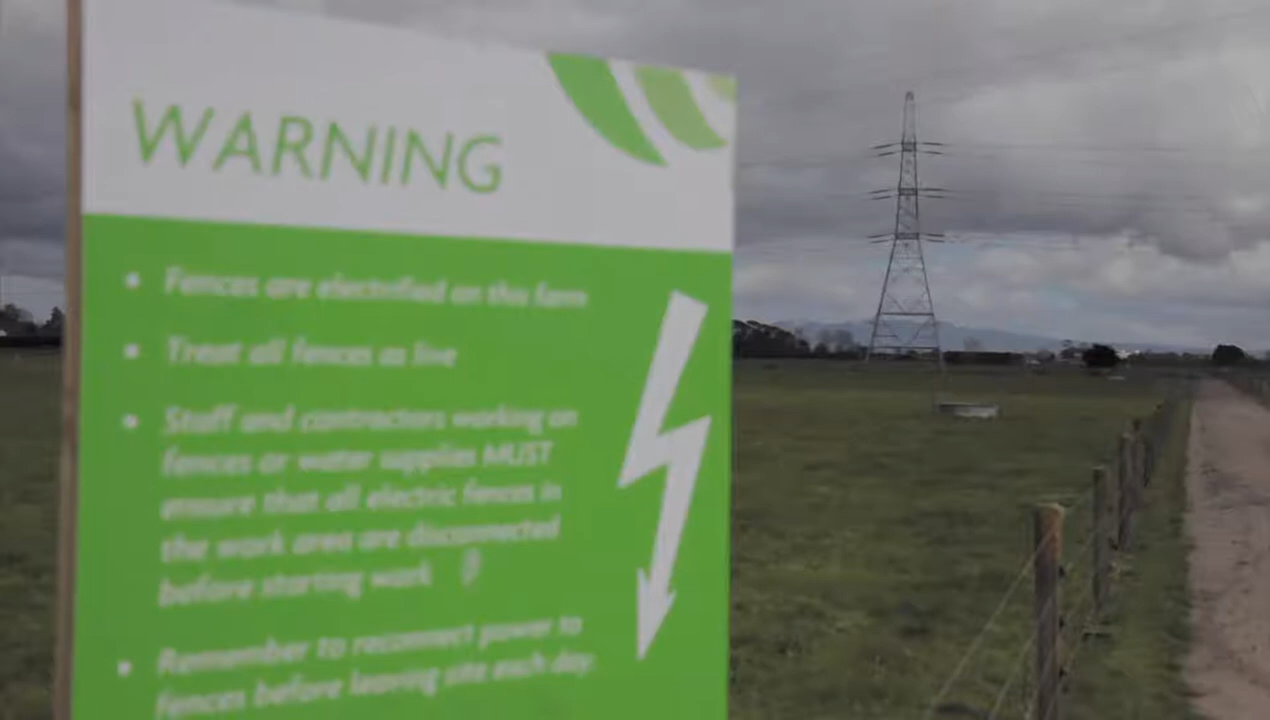 WARNING
• Fences are electrified on this farm
• Treat all fences as live
• Staff and contractors working on
fences or water supplies MUST
ensure that all electric fences in
the work area are disconnected
before starting work
• Remember to reconnect power to
fences before leaving site each day